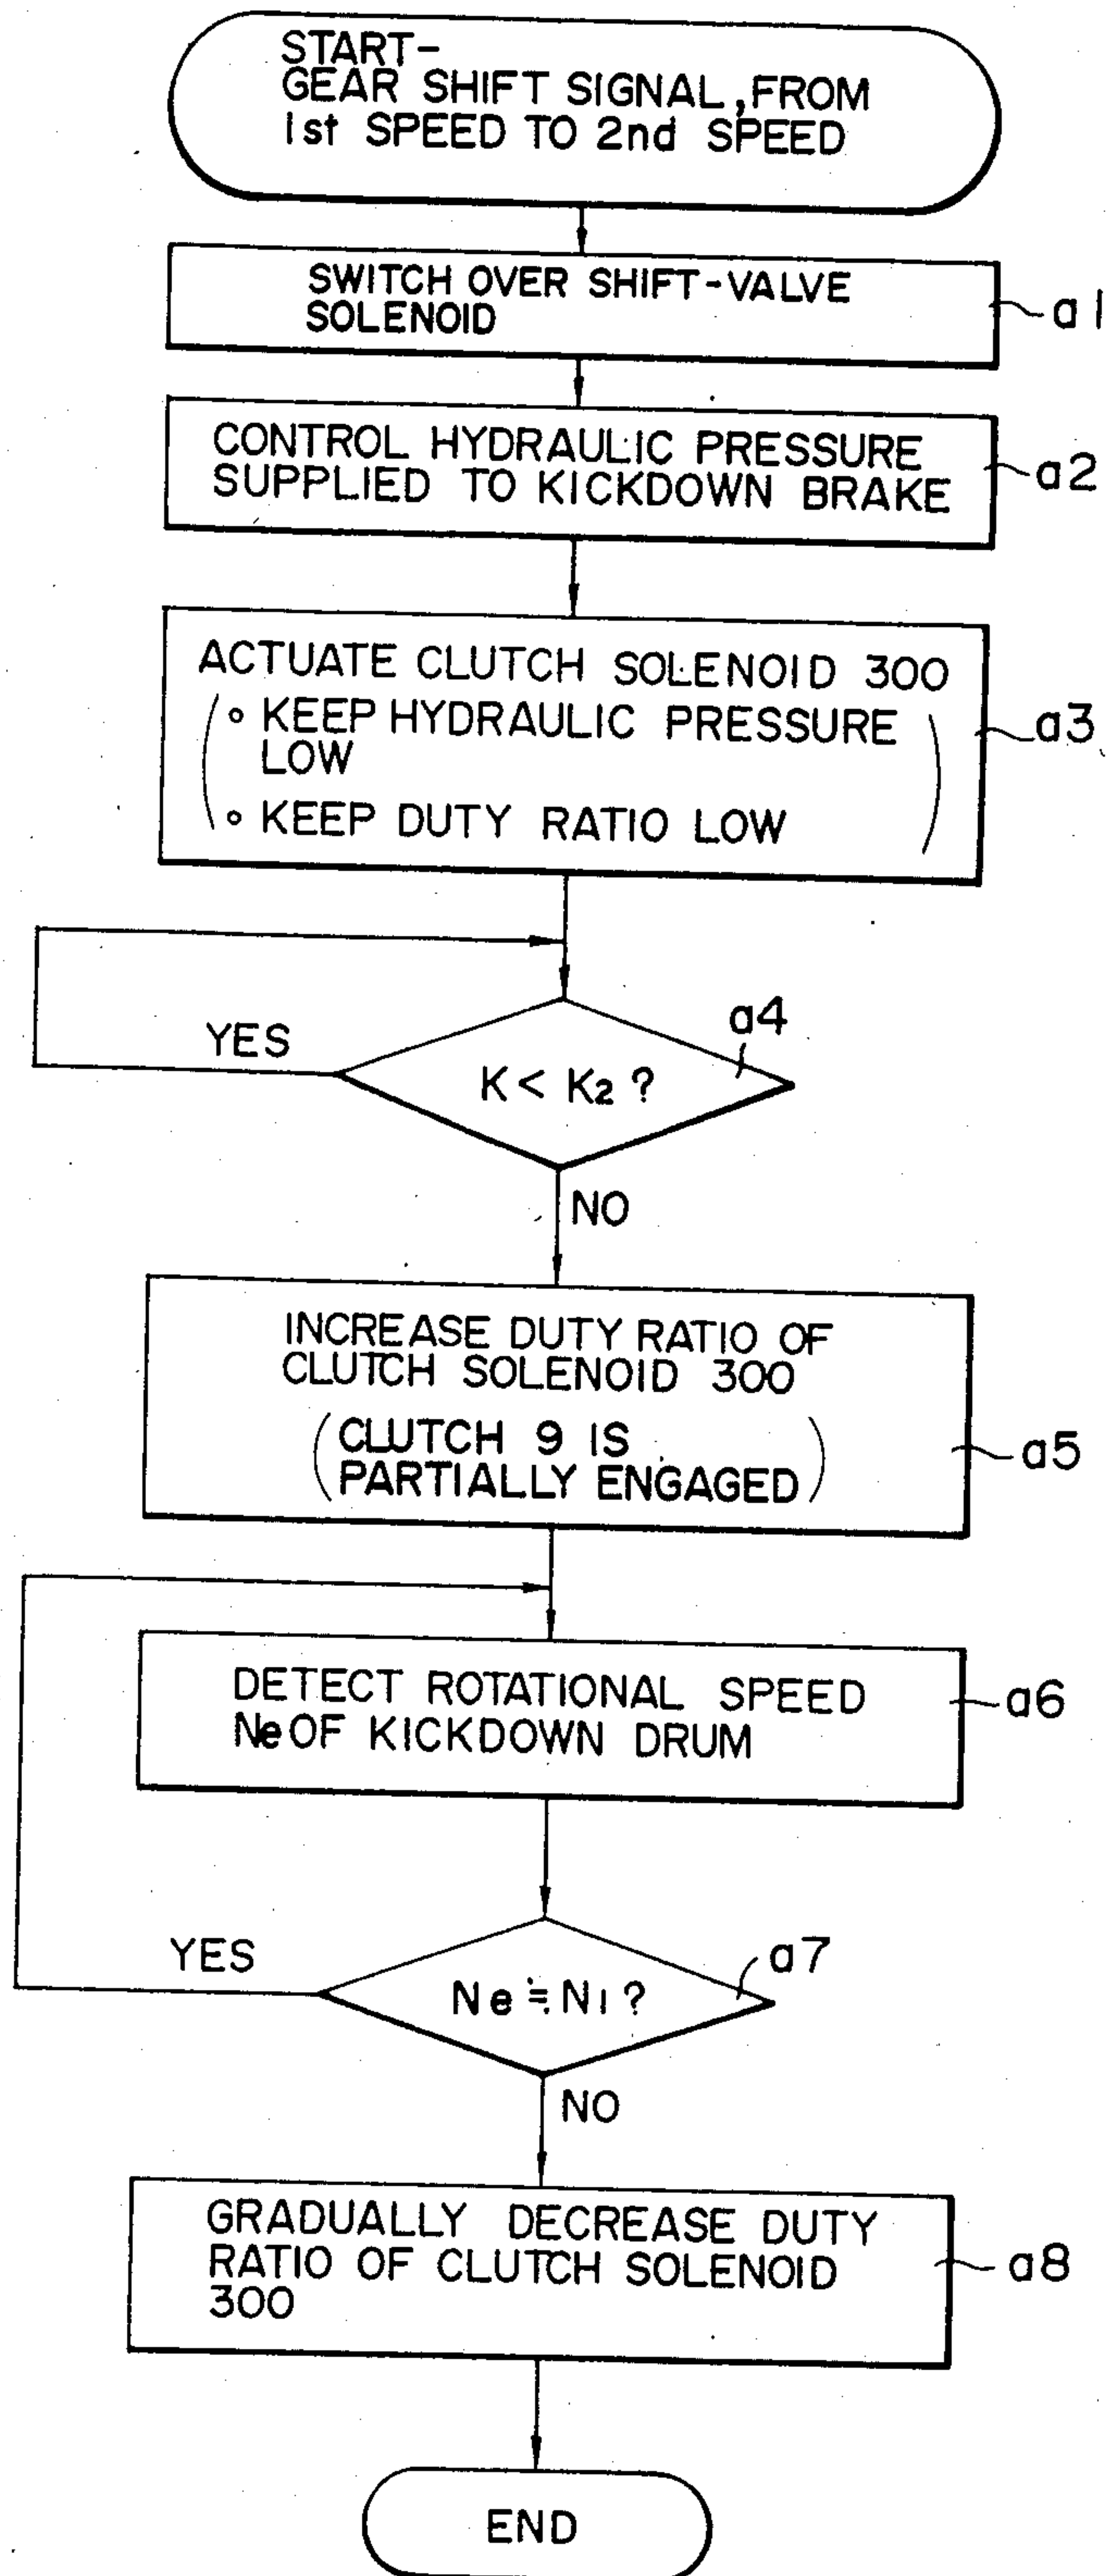 START-
GEAR SHIFT SIGNAL, FROM
1st SPEED TO 2nd SPEED
SWITCH OVER SHIFT-VALVE
SOLENOID
a1
CONTROL HYDRAULIC PRESSURE
SUPPLIED TO KICKDOWN BRAKE
a2
ACTUATE CLUTCH SOLENOID 300
(∘ KEEP HYDRAULIC PRESSURE
LOW
∘ KEEP DUTY RATIO LOW)
a3
a4
YES
K < K2 ?
NO
INCREASE DUTY RATIO OF
CLUTCH SOLENOID 300
(CLUTCH 9 IS
PARTIALLY ENGAGED)
a5
DETECT ROTATIONAL SPEED
Ne OF KICKDOWN DRUM
a6
YES
a7
Ne ≒ N1 ?
NO
GRADUALLY DECREASE DUTY
RATIO OF CLUTCH SOLENOID
300
a8
END